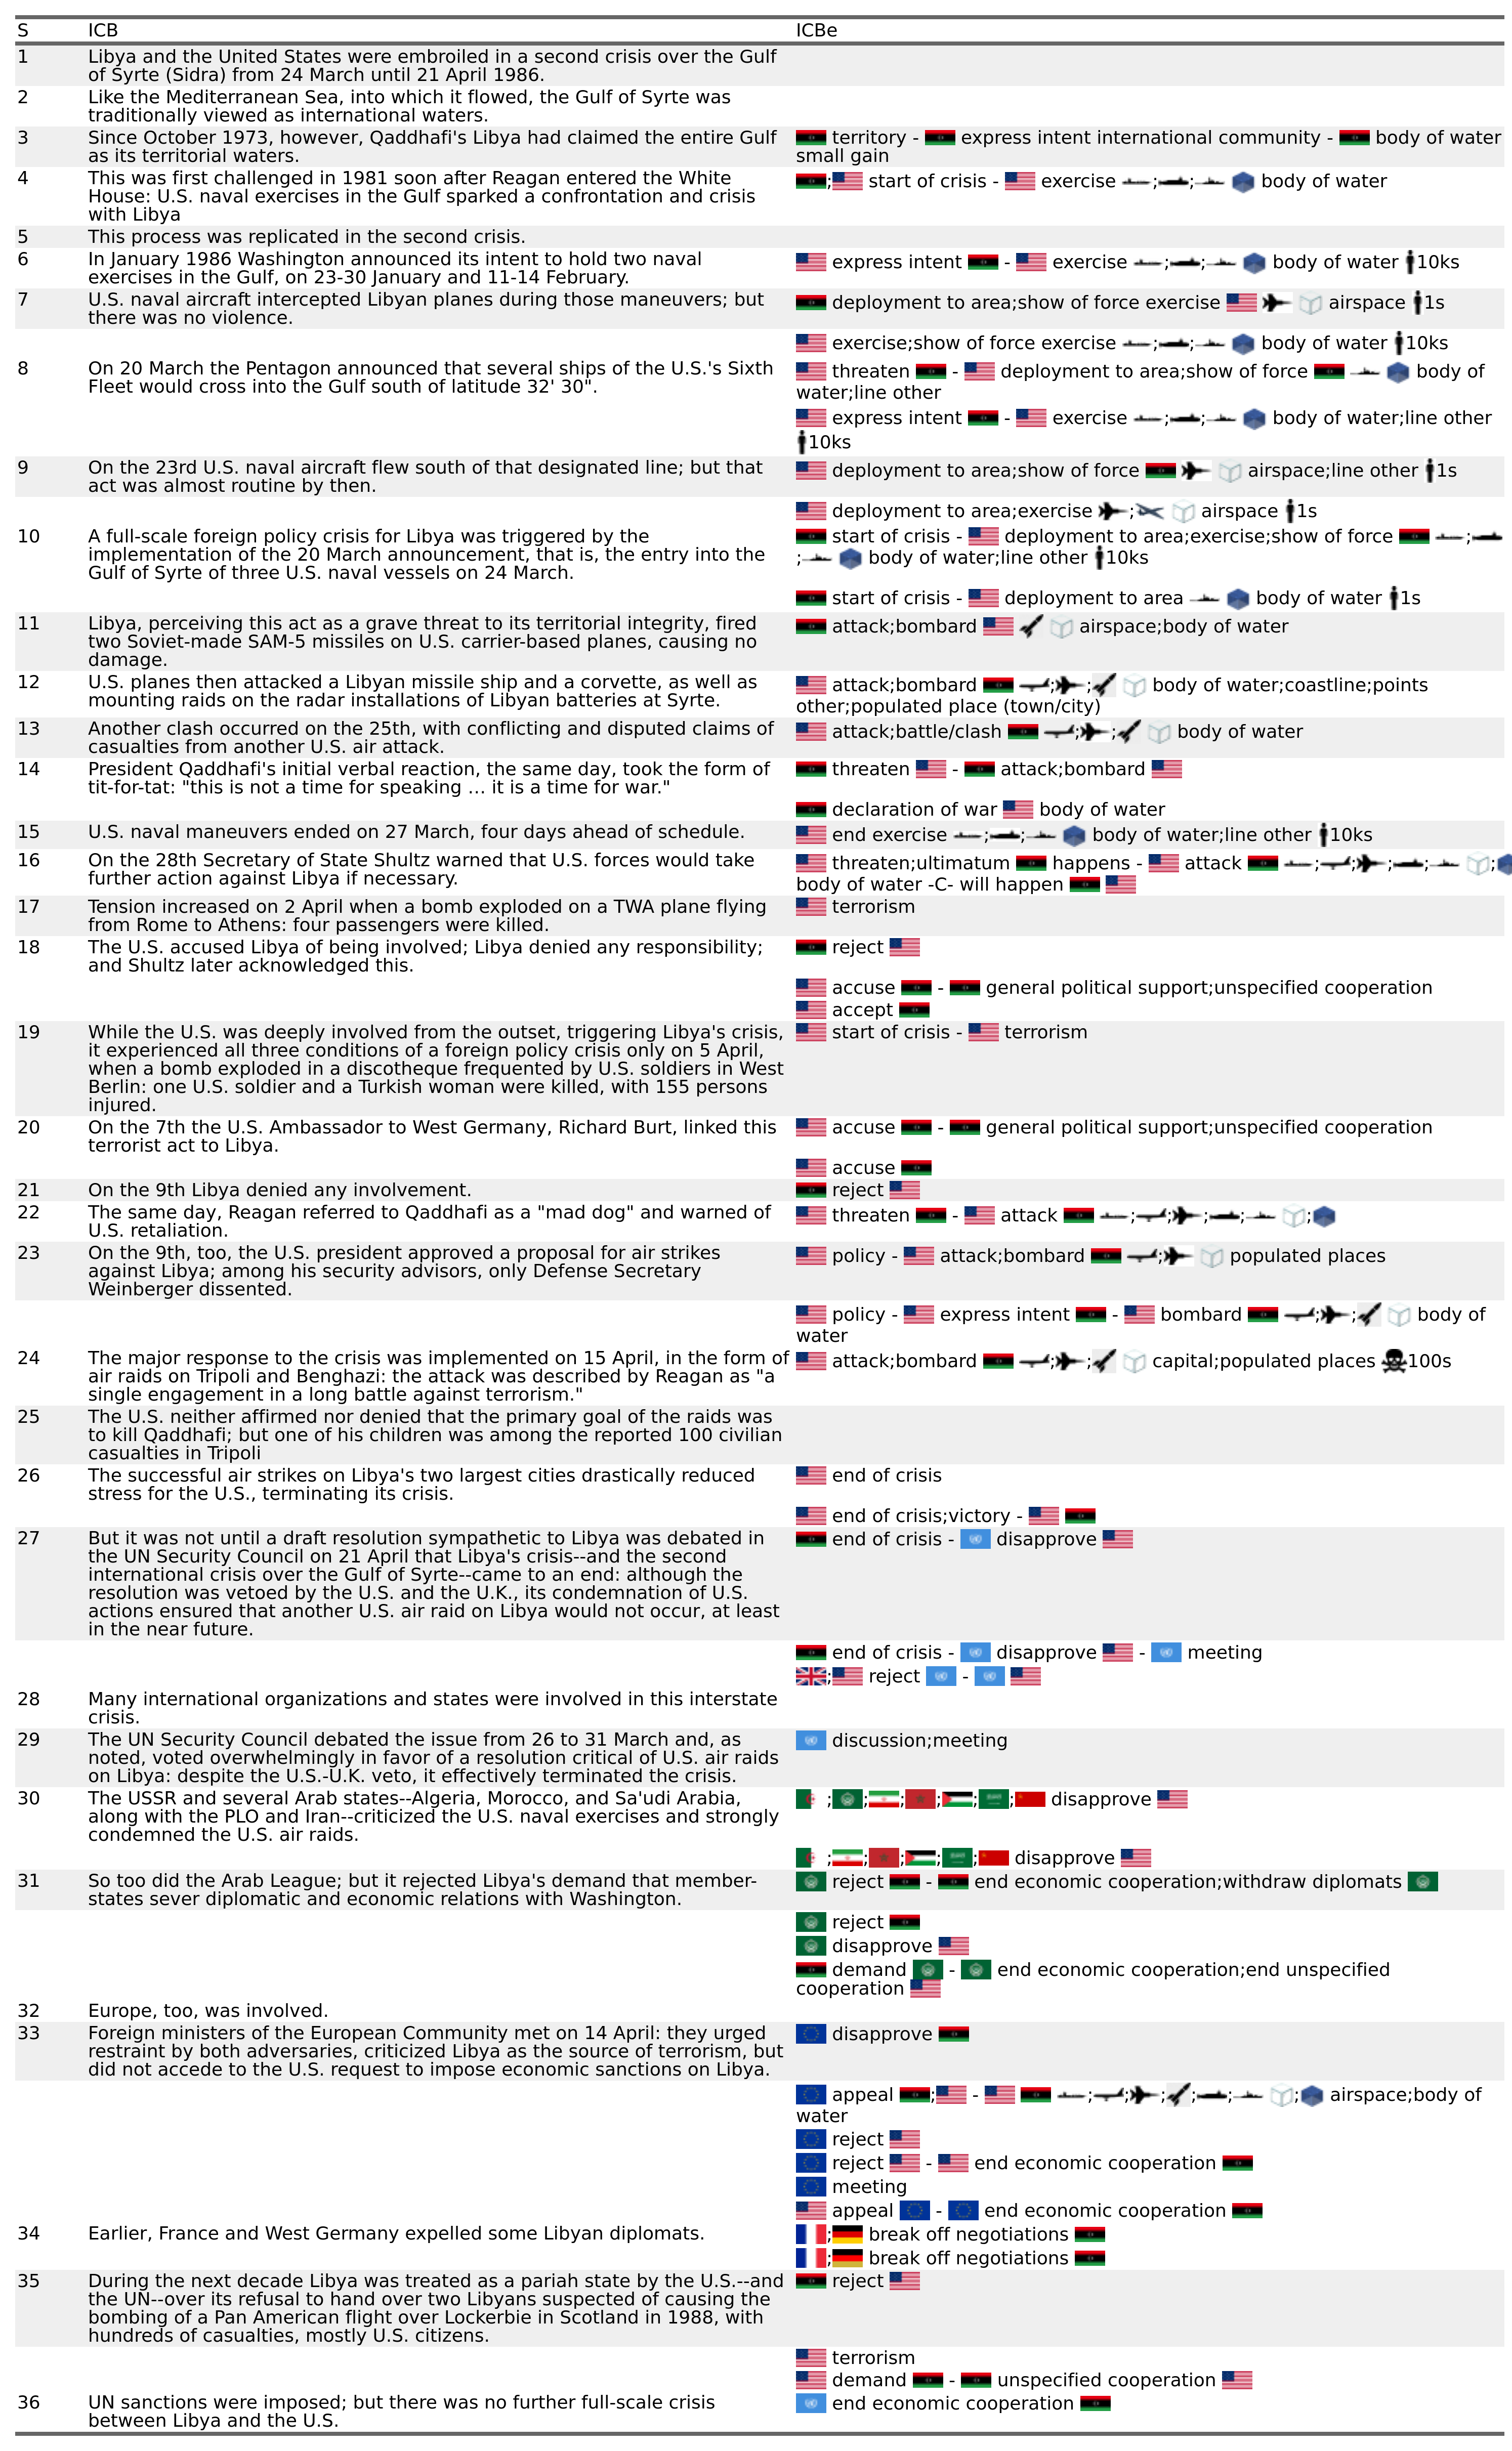 S ICB ICBe
1 Libya and the United States were embroiled in a second crisis over the Gulf
of Syrte (Sidra) from 24 March until 21 April 1986.
2 Like the Mediterranean Sea, into which it flowed, the Gulf of Syrte was
traditionally viewed as international waters.
3 Since October 1973, however, Qaddhafi's Libya had claimed the entire Gulf
as its territorial waters.
territory - express intent international community - body of water
small gain
4 This was first challenged in 1981 soon after Reagan entered the White
House: U.S. naval exercises in the Gulf sparked a confrontation and crisis
with Libya
; start of crisis - exercise ; ; body of water
5 This process was replicated in the second crisis.
6 In January 1986 Washington announced its intent to hold two naval
exercises in the Gulf, on 23-30 January and 11-14 February.
express intent - exercise ; ; body of water 10ks
7 U.S. naval aircraft intercepted Libyan planes during those maneuvers; but
there was no violence.
deployment to area;show of force exercise airspace 1s
exercise;show of force exercise ; ; body of water 10ks
8 On 20 March the Pentagon announced that several ships of the U.S.'s Sixth
Fleet would cross into the Gulf south of latitude 32' 30".
threaten - deployment to area;show of force body of
water;line other
express intent - exercise ; ; body of water;line other
10ks
9 On the 23rd U.S. naval aircraft flew south of that designated line; but that
act was almost routine by then.
deployment to area;show of force airspace;line other 1s
deployment to area;exercise ; airspace 1s
10 A full-scale foreign policy crisis for Libya was triggered by the
implementation of the 20 March announcement, that is, the entry into the
Gulf of Syrte of three U.S. naval vessels on 24 March.
start of crisis - deployment to area;exercise;show of force ;
; body of water;line other 10ks
start of crisis - deployment to area body of water 1s
11 Libya, perceiving this act as a grave threat to its territorial integrity, fired
two Soviet-made SAM-5 missiles on U.S. carrier-based planes, causing no
damage.
attack;bombard airspace;body of water
12 U.S. planes then attacked a Libyan missile ship and a corvette, as well as
mounting raids on the radar installations of Libyan batteries at Syrte.
attack;bombard ; ; body of water;coastline;points
other;populated place (town/city)
13 Another clash occurred on the 25th, with conflicting and disputed claims of
casualties from another U.S. air attack.
attack;battle/clash ; ; body of water
14 President Qaddhafi's initial verbal reaction, the same day, took the form of
tit-for-tat: "this is not a time for speaking … it is a time for war."
threaten - attack;bombard
declaration of war body of water
15 U.S. naval maneuvers ended on 27 March, four days ahead of schedule.
end exercise ; ; body of water;line other 10ks
16 On the 28th Secretary of State Shultz warned that U.S. forces would take
further action against Libya if necessary.
threaten;ultimatum happens - attack ; ; ; ; ;
body of water -C- will happen
17 Tension increased on 2 April when a bomb exploded on a TWA plane flying
from Rome to Athens: four passengers were killed.
terrorism
18 The U.S. accused Libya of being involved; Libya denied any responsibility;
and Shultz later acknowledged this.
reject
accuse - general political support;unspecified cooperation
accept
19 While the U.S. was deeply involved from the outset, triggering Libya's crisis,
it experienced all three conditions of a foreign policy crisis only on 5 April,
when a bomb exploded in a discotheque frequented by U.S. soldiers in West
Berlin: one U.S. soldier and a Turkish woman were killed, with 155 persons
injured.
start of crisis - terrorism
20 On the 7th the U.S. Ambassador to West Germany, Richard Burt, linked this
terrorist act to Libya.
accuse - general political support;unspecified cooperation
accuse
21 On the 9th Libya denied any involvement.
reject
22 The same day, Reagan referred to Qaddhafi as a "mad dog" and warned of
U.S. retaliation.
threaten - attack ; ; ; ; ;
23 On the 9th, too, the U.S. president approved a proposal for air strikes
against Libya; among his security advisors, only Defense Secretary
Weinberger dissented.
policy - attack;bombard ; populated places
policy - express intent - bombard ; ; body of
water
24 The major response to the crisis was implemented on 15 April, in the form of
air raids on Tripoli and Benghazi: the attack was described by Reagan as "a
single engagement in a long battle against terrorism."
attack;bombard ; ; capital;populated places 100s
25 The U.S. neither affirmed nor denied that the primary goal of the raids was
to kill Qaddhafi; but one of his children was among the reported 100 civilian
casualties in Tripoli
26 The successful air strikes on Libya's two largest cities drastically reduced
stress for the U.S., terminating its crisis.
end of crisis
end of crisis;victory -
27 But it was not until a draft resolution sympathetic to Libya was debated in
the UN Security Council on 21 April that Libya's crisis--and the second
international crisis over the Gulf of Syrte--came to an end: although the
resolution was vetoed by the U.S. and the U.K., its condemnation of U.S.
actions ensured that another U.S. air raid on Libya would not occur, at least
in the near future.
end of crisis - disapprove
end of crisis - disapprove - meeting
; reject -
28 Many international organizations and states were involved in this interstate
crisis.
29 The UN Security Council debated the issue from 26 to 31 March and, as
noted, voted overwhelmingly in favor of a resolution critical of U.S. air raids
on Libya: despite the U.S.-U.K. veto, it effectively terminated the crisis.
discussion;meeting
30 The USSR and several Arab states--Algeria, Morocco, and Sa'udi Arabia,
along with the PLO and Iran--criticized the U.S. naval exercises and strongly
condemned the U.S. air raids.
; ; ; ; ; ; disapprove
; ; ; ; ; disapprove
31 So too did the Arab League; but it rejected Libya's demand that member-
states sever diplomatic and economic relations with Washington.
reject - end economic cooperation;withdraw diplomats
reject
disapprove
demand - end economic cooperation;end unspecified
cooperation
32 Europe, too, was involved.
33 Foreign ministers of the European Community met on 14 April: they urged
restraint by both adversaries, criticized Libya as the source of terrorism, but
did not accede to the U.S. request to impose economic sanctions on Libya.
disapprove
appeal ; - ; ; ; ; ; ; airspace;body of
water
reject
reject - end economic cooperation
meeting
appeal - end economic cooperation
34 Earlier, France and West Germany expelled some Libyan diplomats.
; break off negotiations
; break off negotiations
35 During the next decade Libya was treated as a pariah state by the U.S.--and
the UN--over its refusal to hand over two Libyans suspected of causing the
bombing of a Pan American flight over Lockerbie in Scotland in 1988, with
hundreds of casualties, mostly U.S. citizens.
reject
terrorism
demand - unspecified cooperation
36 UN sanctions were imposed; but there was no further full-scale crisis
between Libya and the U.S.
end economic cooperation